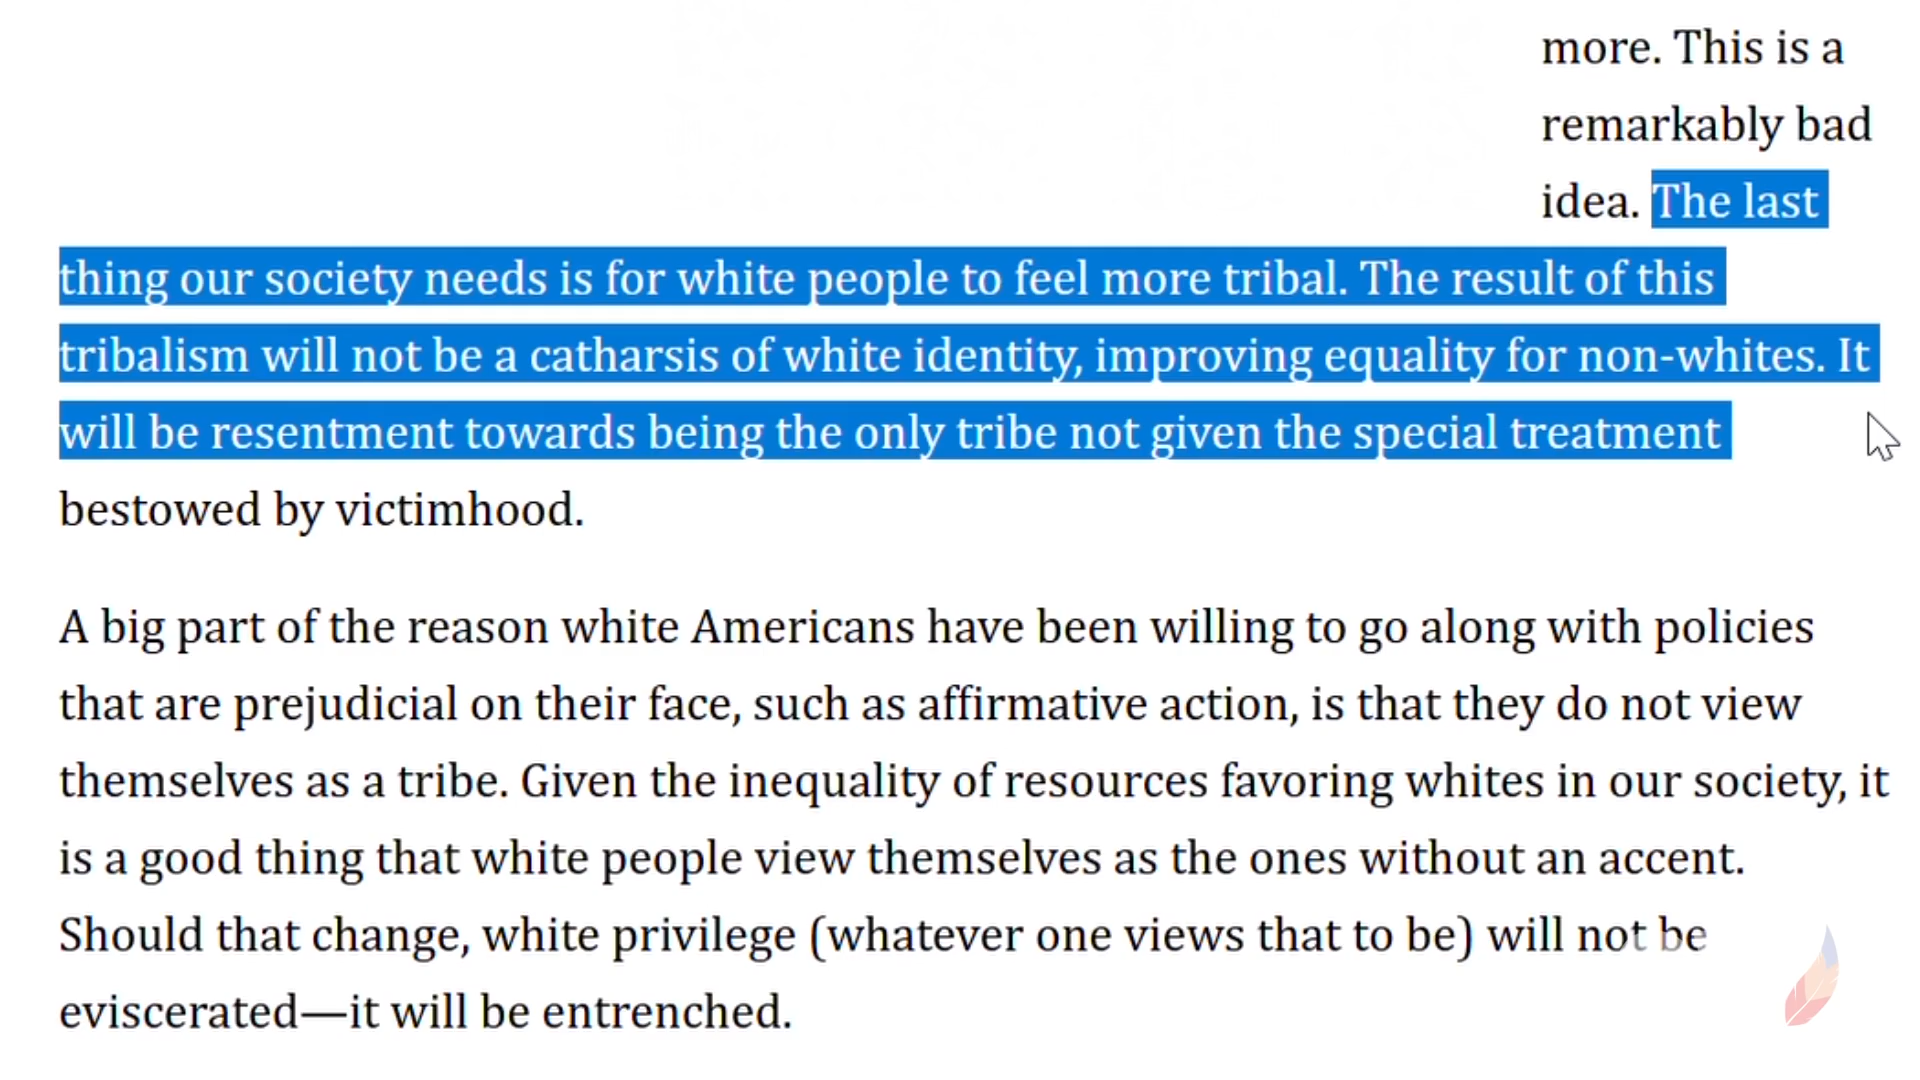 more. This is a
remarkably bad
idea. The last
thing our society needs is for white people to feel more tribal. The result of this
tribalism will not be a catharsis of white identity, improving equality for non-whites. It
will be resentment towards being the only tribe not given the special treatment
bestowed by victimhood.
A big part of the reason white Americans have been willing to go along with policies
that are prejudicial on their face, such as affirmative action, is that they do not view
themselves as a tribe. Given the inequality of resources favoring whites in our society, it
is a good thing that white people view themselves as the ones without an accent.
Should that change, white privilege (whatever one views that to be) will not be
eviscerated—it will be entrenched.